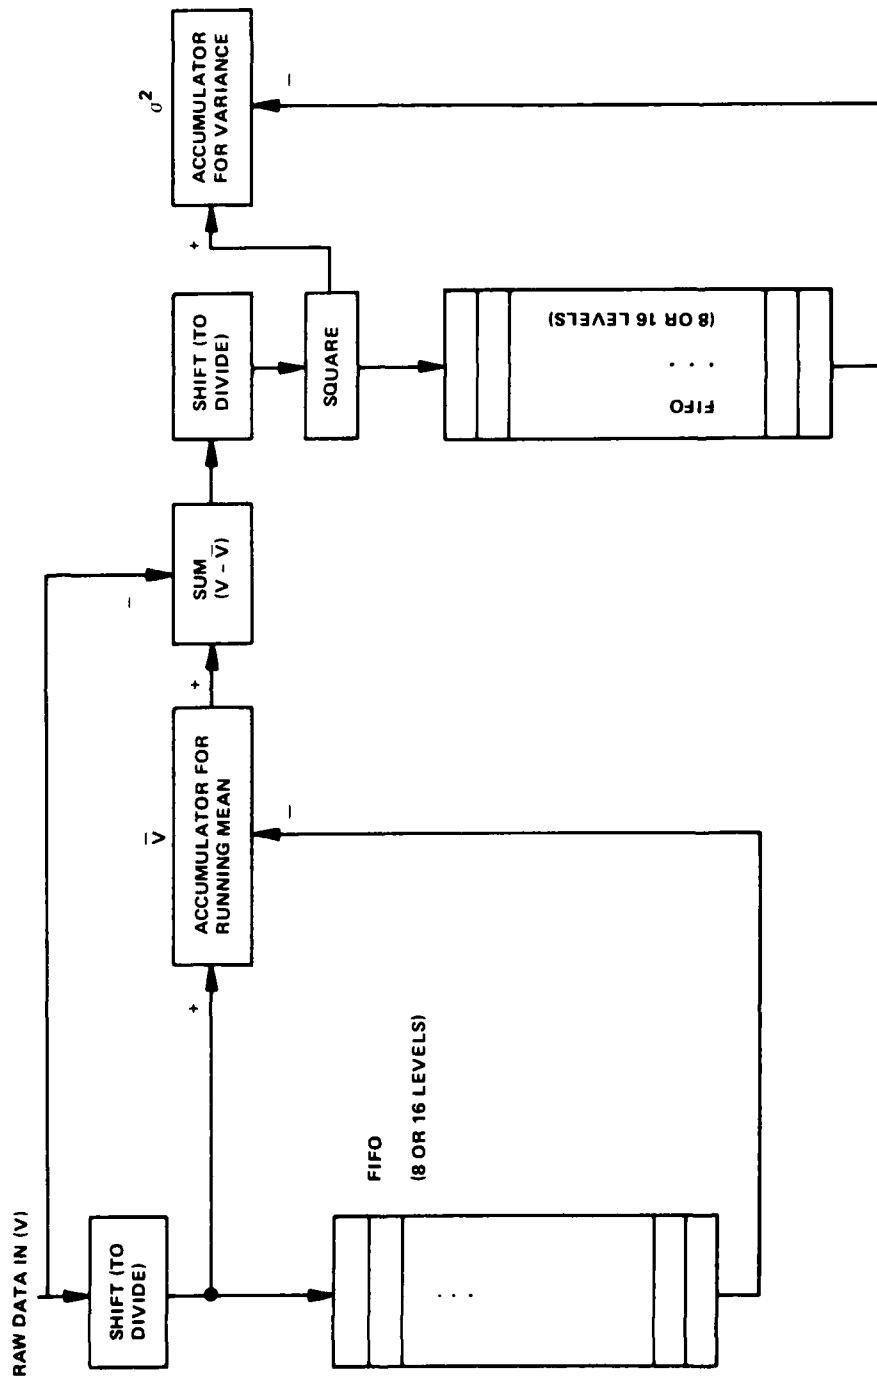 RAW DATA IN (V)
SHIFT (TO
DIVIDE)
+
FIFO
(8 OR 16 LEVELS)
. . .
V̅
ACCUMULATOR FOR
RUNNING MEAN
−
+
−
SUM
(V − V̅)
SHIFT (TO
DIVIDE)
SQUARE
+
FIFO
. . .
(8 OR 16 LEVELS)
σ²
ACCUMULATOR
FOR VARIANCE
−